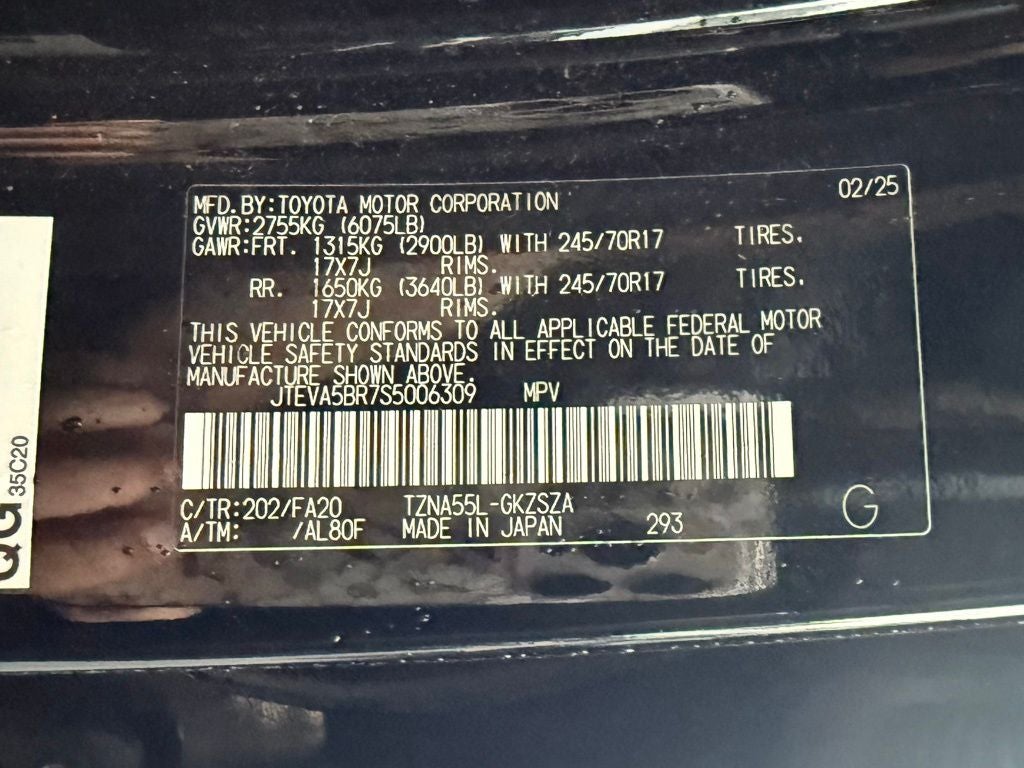 MFD.BY:TOYOTA MOTOR CORPORATION 02/25
GVWR:2755KG (6075LB)
GAWR:FRT. 1315KG (2900LB) WITH 245/70R17 TIRES.
17X7J RIMS.
RR. 1650KG (3640LB) WITH 245/70R17 TIRES.
17X7J RIMS.
THIS VEHICLE CONFORMS TO ALL APPLICABLE FEDERAL MOTOR
VEHICLE SAFETY STANDARDS IN EFFECT ON THE DATE OF
MANUFACTURE SHOWN ABOVE.
JTEVA5BR7S5006309 MPV
C/TR:202/FA20 TZNA55L-GKZSZA
A/TM: /AL80F MADE IN JAPAN 293
G
35C20